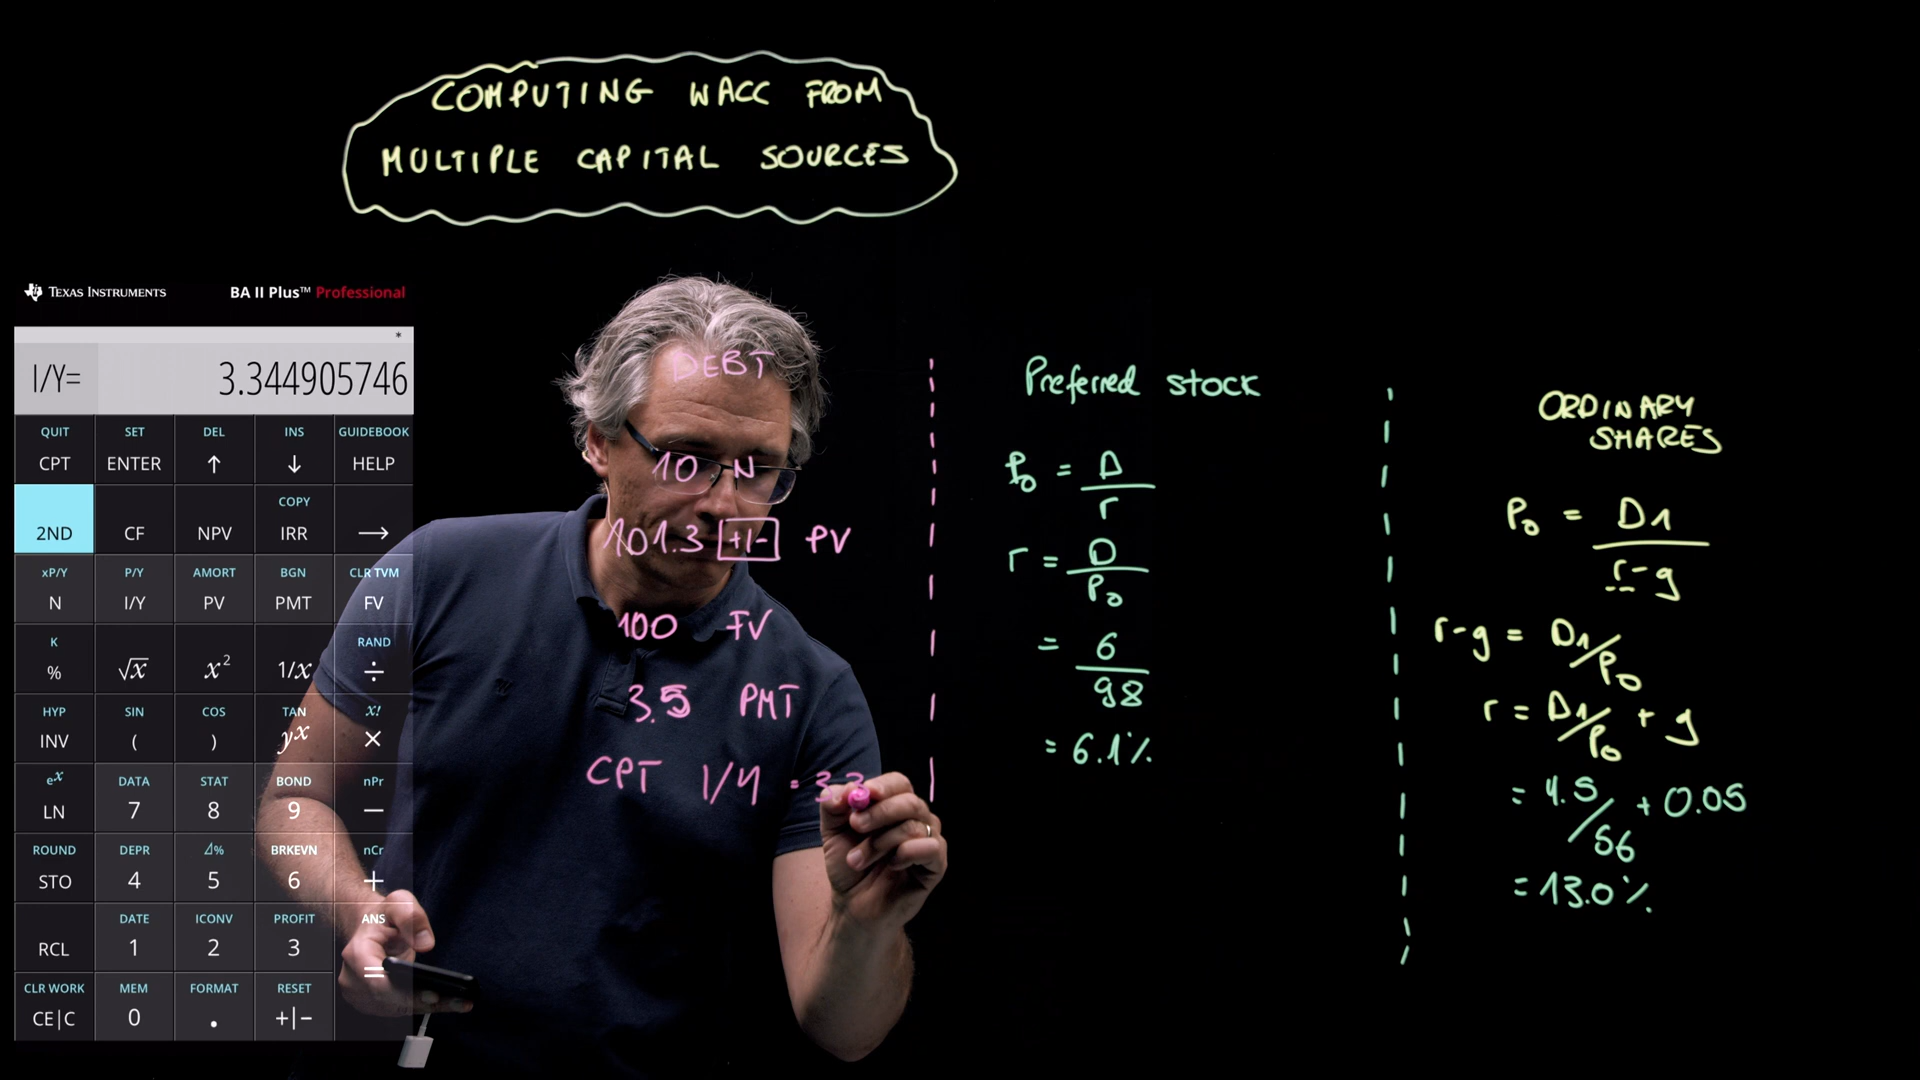 COMPUTING WACC FROM
MULTIPLE CAPITAL SOURCES
TEXAS INSTRUMENTS BA II Plus™ Professional
*
I/Y= 3.344905746
QUIT SET DEL INS GUIDEBOOK
CPT ENTER ↑ ↓ HELP
COPY
2ND CF NPV IRR →
xP/Y P/Y AMORT BGN CLR TVM
N I/Y PV PMT FV
K RAND
% √x x² 1/x ÷
HYP SIN COS TAN x!
INV ( ) yˣ ×
eˣ DATA STAT BOND nPr
LN 7 8 9 −
ROUND DEPR Δ% BRKEVN nCr
STO 4 5 6 +
DATE ICONV PROFIT ANS
RCL 1 2 3 =
CLR WORK MEM FORMAT RESET
CE|C 0 . +|−
DEBT
10 N
101.3 +/- PV
100 FV
3.5 PMT
CPT I/Y = 3.3
Preferred stock
P₀ = D/r
r = D/P₀
= 6/98
= 6.1%
ORDINARY
SHARES
P₀ = D1/(r-g)
r-g = D1/P₀
r = D1/P₀ + g
= 4.5/56 + 0.05
= 13.0%